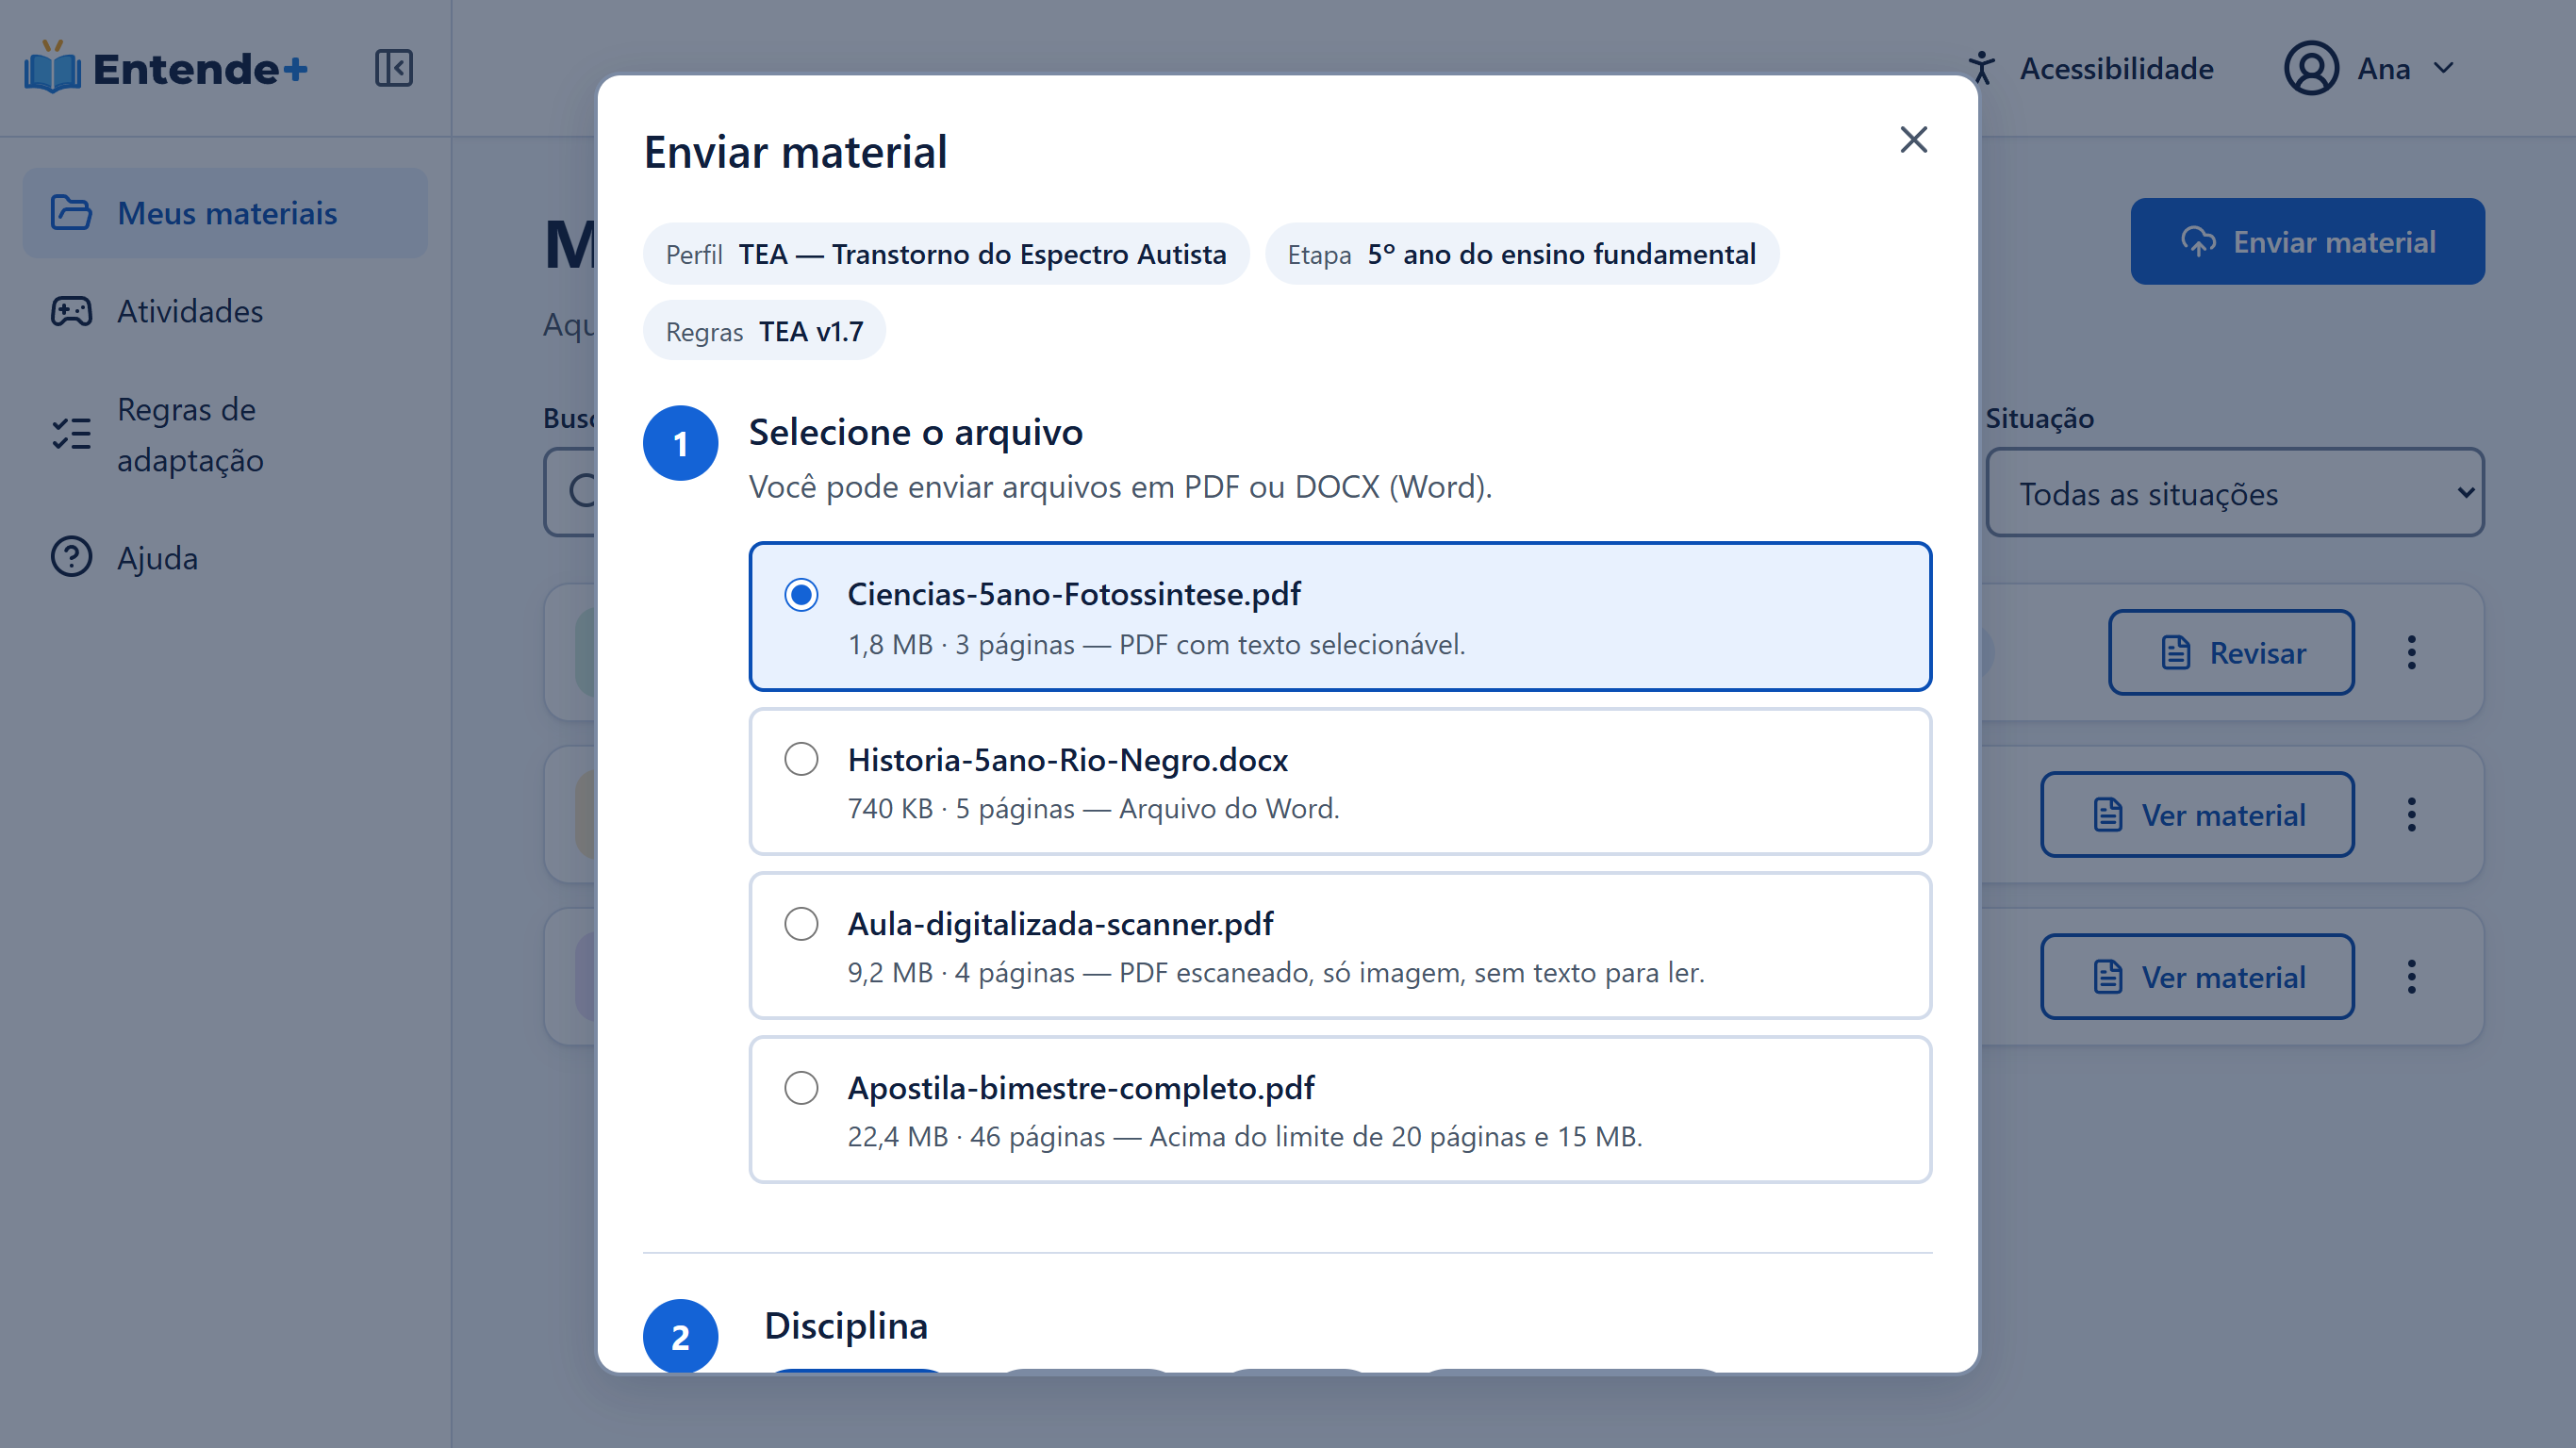 Entende+
Acessibilidade
Ana
Meus materiais
Atividades
Regras de
adaptação
Ajuda
Enviar material
Situação
Todas as situações
Revisar
Ver material
Ver material
Enviar material
Perfil TEA — Transtorno do Espectro Autista
Etapa 5º ano do ensino fundamental
Regras TEA v1.7
1
Selecione o arquivo
Você pode enviar arquivos em PDF ou DOCX (Word).
Ciencias-5ano-Fotossintese.pdf
1,8 MB · 3 páginas — PDF com texto selecionável.
Historia-5ano-Rio-Negro.docx
740 KB · 5 páginas — Arquivo do Word.
Aula-digitalizada-scanner.pdf
9,2 MB · 4 páginas — PDF escaneado, só imagem, sem texto para ler.
Apostila-bimestre-completo.pdf
22,4 MB · 46 páginas — Acima do limite de 20 páginas e 15 MB.
2
Disciplina